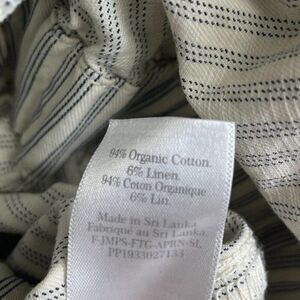 94% Organic Cotton.
6% Linen.
94% Coton Organique
6% Lin.
Made in Sri Lanka
Fabriqué au Sri Lanka.
F-JMPS-FTG-APRN-SL
PP1933027133